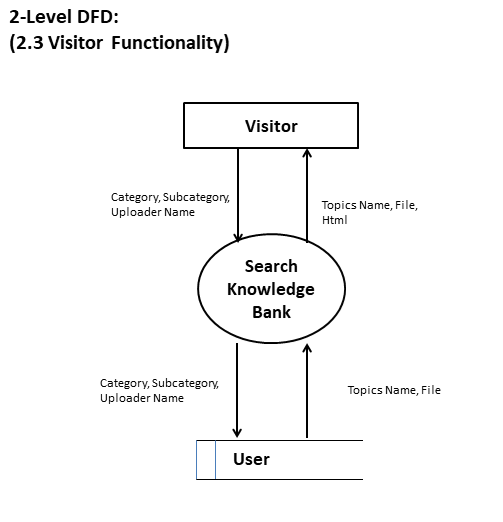 2-Level DFD:
(2.3 Visitor Functionality)
Visitor
Category, Subcategory,
Uploader Name
Topics Name, File,
Html
Search
Knowledge
Bank
Category, Subcategory,
Uploader Name
Topics Name, File
User